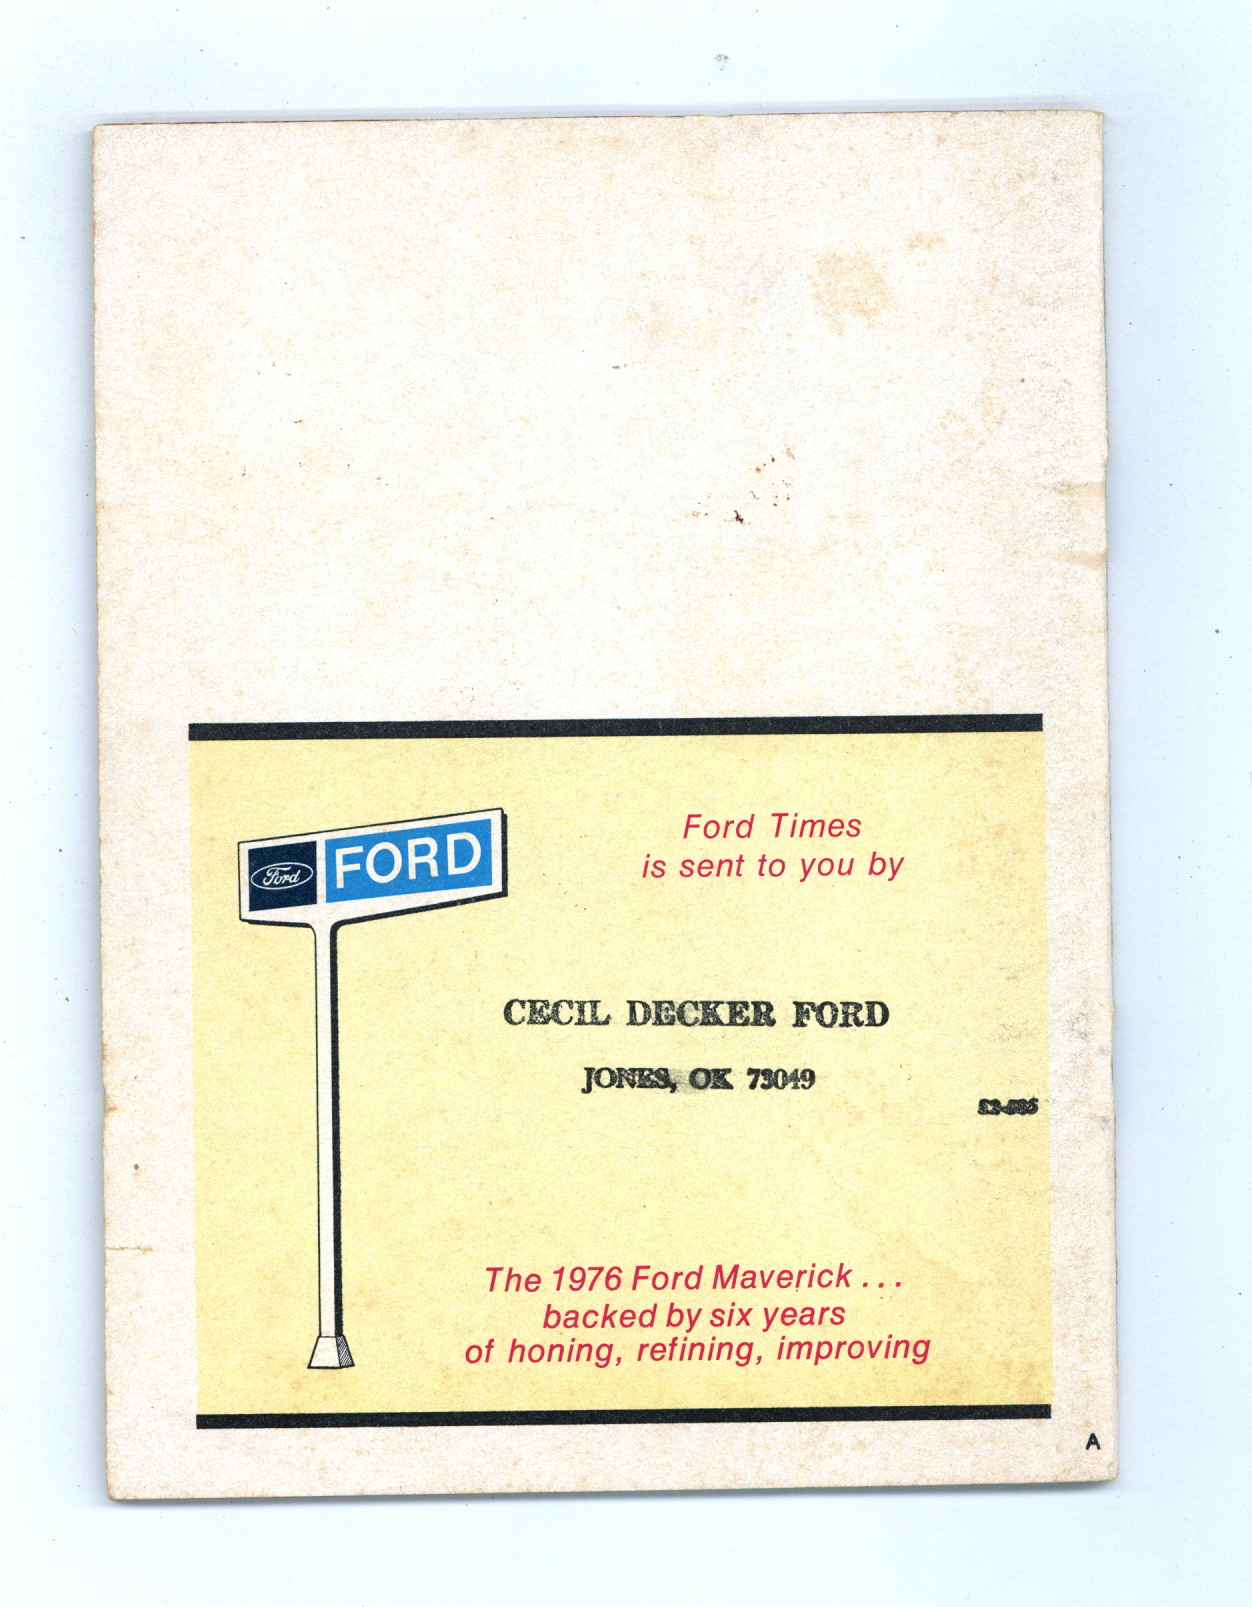 Ford FORD
Ford Times
is sent to you by
CECIL DECKER FORD
JONES, OK 73049
The 1976 Ford Maverick . . .
backed by six years
of honing, refining, improving
A